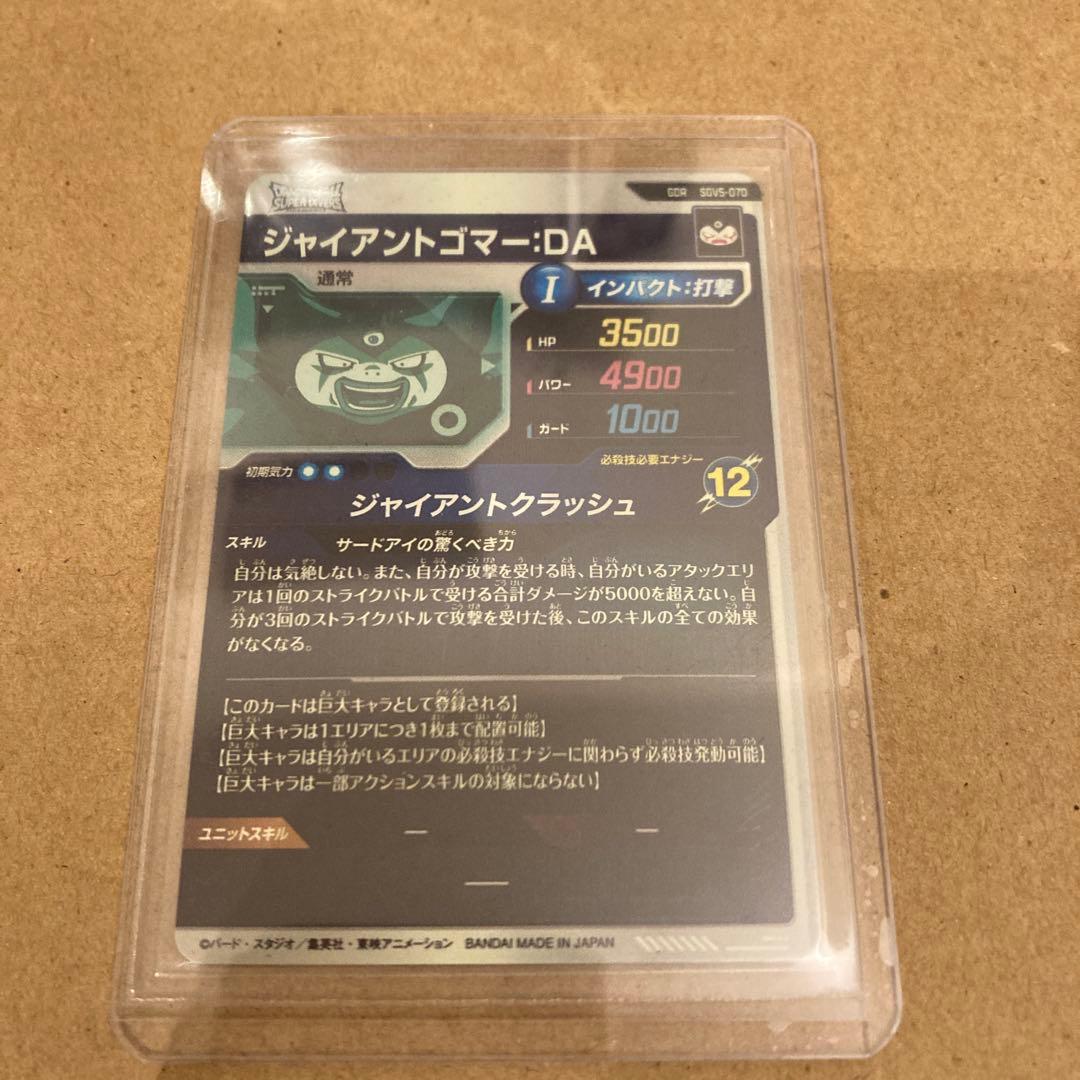 DRAGONBALL
SUPER DIVERS
GDR SGV5-070
ジャイアントゴマー:DA
通常
I インパクト:打撃
HP 3500
パワー 4900
ガード 1000
初期気力
必殺技必要エナジー
12
ジャイアントクラッシュ
スキル サードアイの驚くべき力
自分は気絶しない。また、自分が攻撃を受ける時、自分がいるアタックエリ
アは1回のストライクバトルで受ける合計ダメージが5000を超えない。自
分が3回のストライクバトルで攻撃を受けた後、このスキルの全ての効果
がなくなる。
【このカードは巨大キャラとして登録される】
【巨大キャラは1エリアにつき1枚まで配置可能】
【巨大キャラは自分がいるエリアの必殺技エナジーに関わらず必殺技発動可能】
【巨大キャラは一部アクションスキルの対象にならない】
ユニットスキル — —
—
©バード・スタジオ/集英社・東映アニメーション BANDAI MADE IN JAPAN